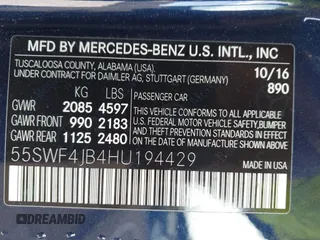 MFD BY MERCEDES-BENZ U.S. INTL., INC
TUSCALOOSA COUNTY, ALABAMA (USA)
UNDER CONTRACT FOR DAIMLER AG, STUTTGART (GERMANY)
10/16
890
KG LBS
PASSENGER CAR
GVWR 2085 4597
GAWR FRONT 990 2183
GAWR REAR 1125 2480
THIS VEHICLE CONFORMS TO ALL APPLICABLE
FEDERAL MOTOR VEHICLE SAFETY, BUMPER,
AND THEFT PREVENTION STANDARDS IN EFFECT
ON THE DATE OF MANUFACTURE SHOWN ABOVE.
55SWF4JB4HU194429
DREAMBID